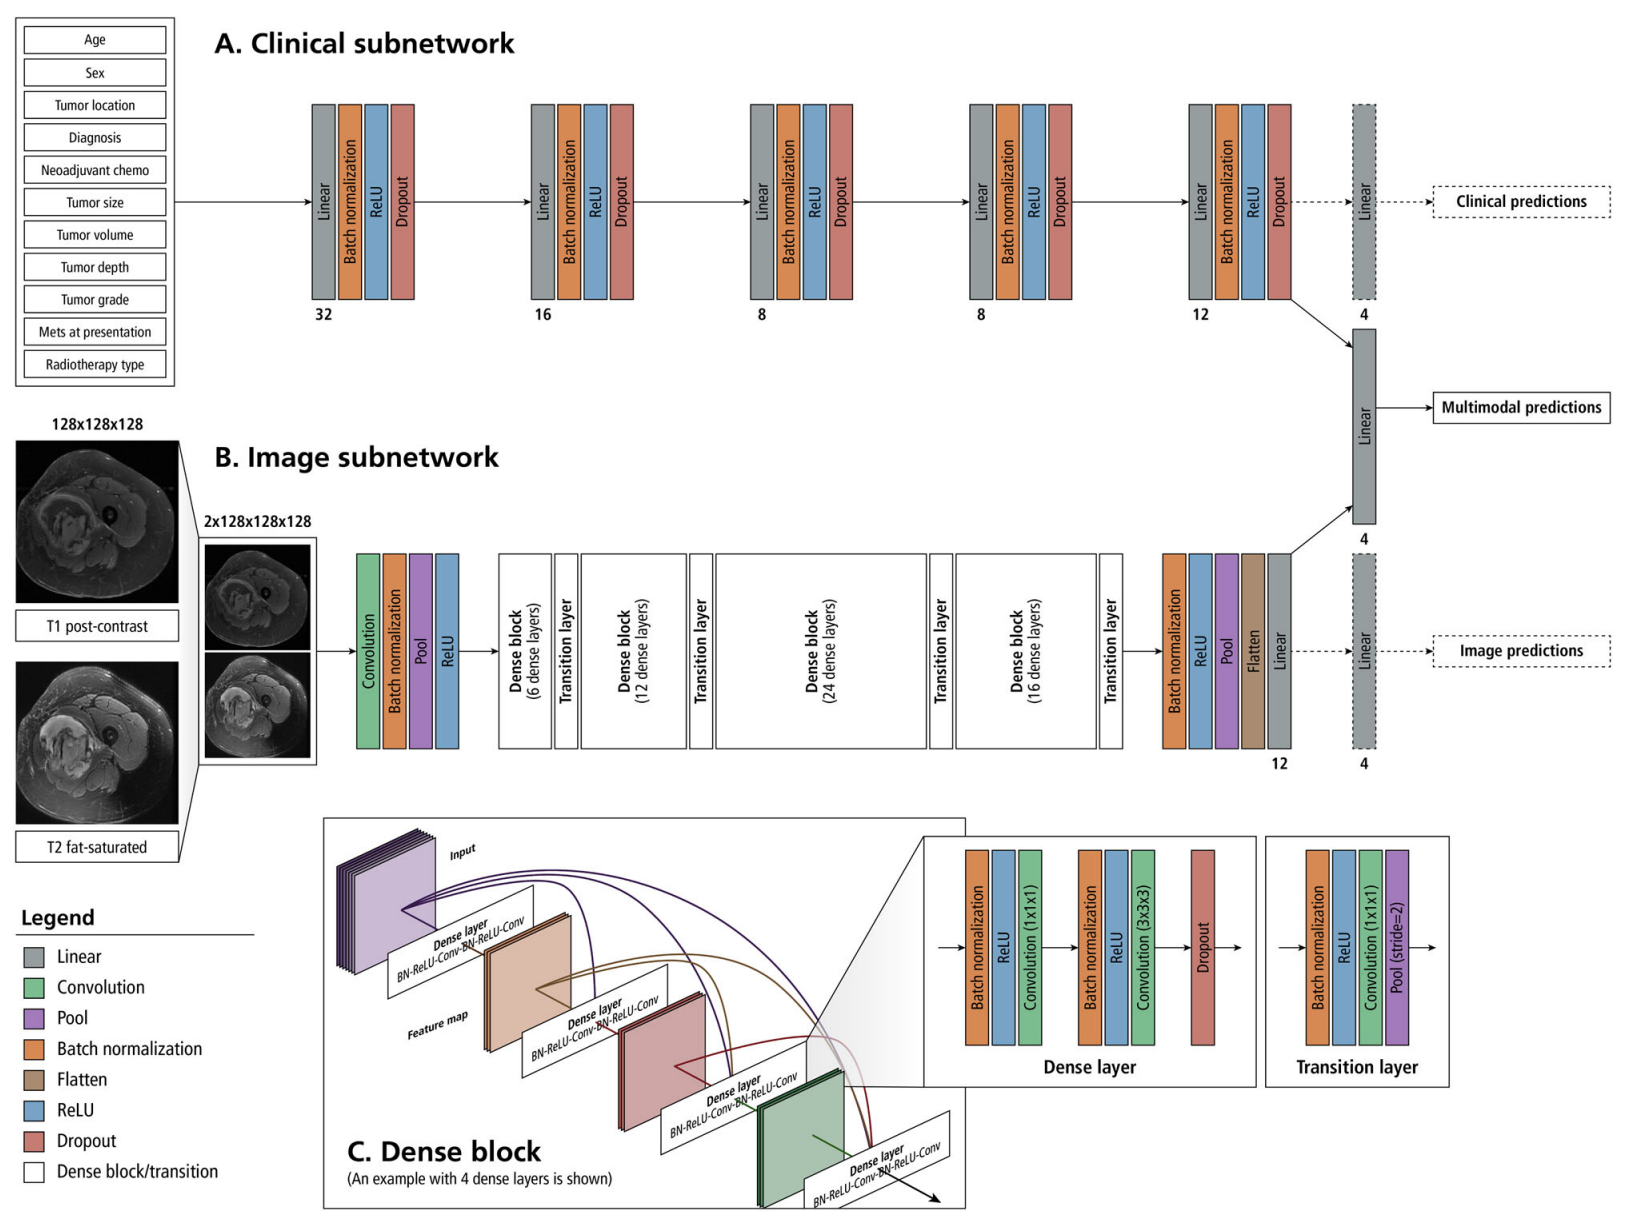 A. Clinical subnetwork
Age
Sex
Tumor location
Diagnosis
Neoadjuvant chemo
Tumor size
Tumor volume
Tumor depth
Tumor grade
Mets at presentation
Radiotherapy type
Linear
Batch normalization
ReLU
Dropout
32
Linear
Batch normalization
ReLU
Dropout
16
Linear
Batch normalization
ReLU
Dropout
8
Linear
Batch normalization
ReLU
Dropout
8
Linear
Batch normalization
ReLU
Dropout
12
Linear
4
Clinical predictions
Linear
4
Multimodal predictions
B. Image subnetwork
128x128x128
T1 post-contrast
T2 fat-saturated
2x128x128x128
Convolution
Batch normalization
Pool
ReLU
Dense block
(6 dense layers)
Transition layer
Dense block
(12 dense layers)
Transition layer
Dense block
(24 dense layers)
Transition layer
Dense block
(16 dense layers)
Transition layer
Batch normalization
ReLU
Pool
Flatten
Linear
12
Linear
4
Image predictions
Legend
Linear
Convolution
Pool
Batch normalization
Flatten
ReLU
Dropout
Dense block/transition
Input
Dense layer
BN-ReLU-Conv-BN-ReLU-Conv
Feature map
Dense layer
BN-ReLU-Conv-BN-ReLU-Conv
Dense layer
BN-ReLU-Conv-BN-ReLU-Conv
Dense layer
BN-ReLU-Conv-BN-ReLU-Conv
C. Dense block
(An example with 4 dense layers is shown)
Batch normalization
ReLU
Convolution (1x1x1)
Batch normalization
ReLU
Convolution (3x3x3)
Dropout
Dense layer
Batch normalization
ReLU
Convolution (1x1x1)
Pool (stride=2)
Transition layer